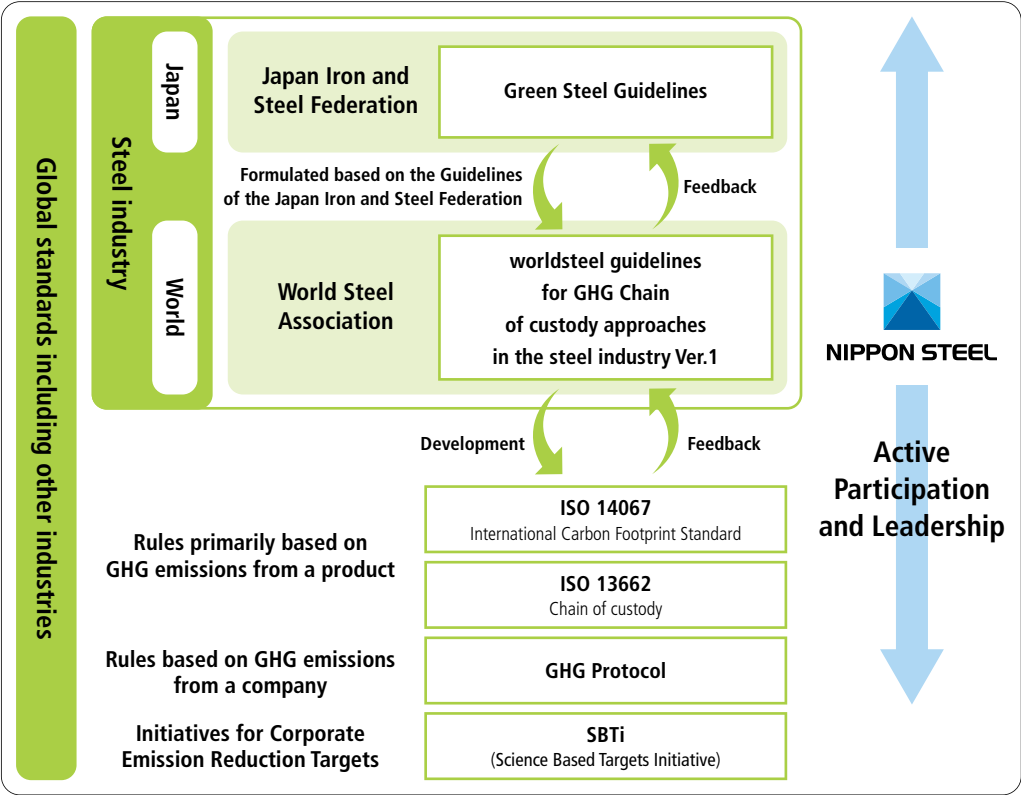 Global standards including other industries
Steel industry
Japan
Japan Iron and
Steel Federation
Green Steel Guidelines
Formulated based on the Guidelines
of the Japan Iron and Steel Federation
Feedback
World
World Steel
Association
worldsteel guidelines
for GHG Chain
of custody approaches
in the steel industry Ver.1
Development
Feedback
Rules primarily based on
GHG emissions from a product
ISO 14067
International Carbon Footprint Standard
ISO 13662
Chain of custody
Rules based on GHG emissions
from a company
GHG Protocol
Initiatives for Corporate
Emission Reduction Targets
SBTi
(Science Based Targets Initiative)
NIPPON STEEL
Active
Participation
and Leadership